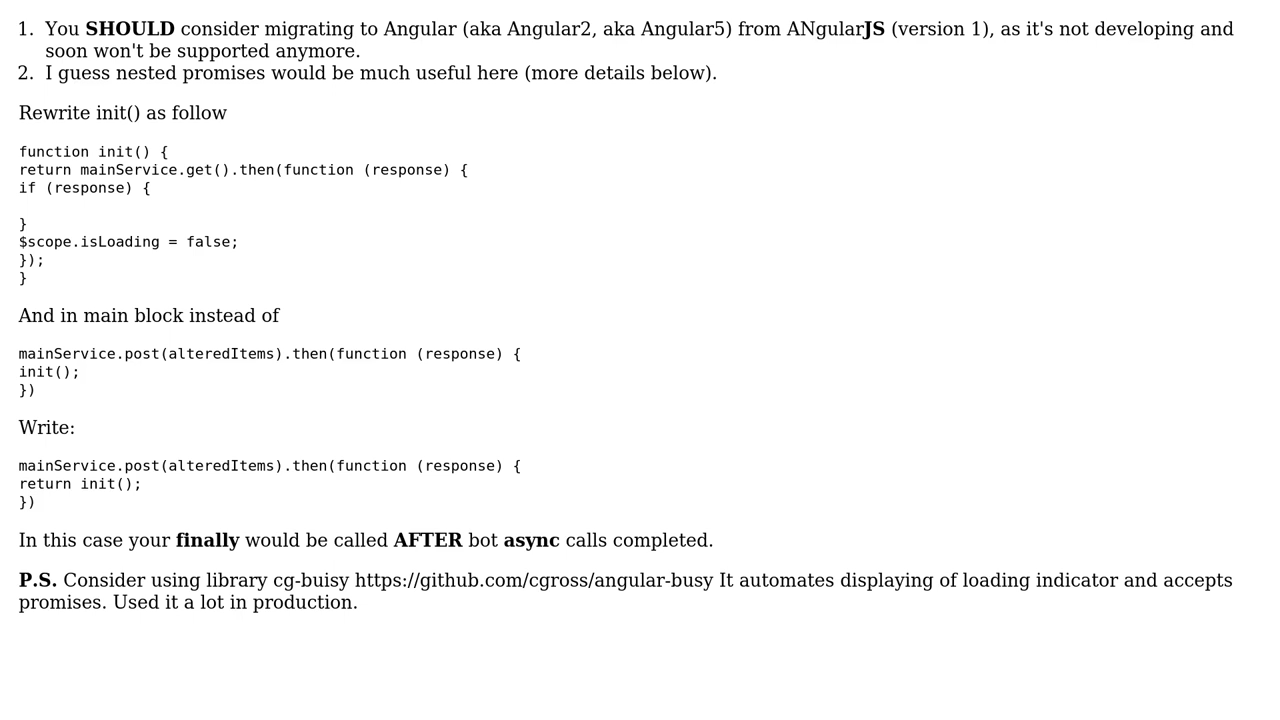 1. You SHOULD consider migrating to Angular (aka Angular2, aka Angular5) from ANgularJS (version 1), as it's not developing and
soon won't be supported anymore.
2. I guess nested promises would be much useful here (more details below).
Rewrite init() as follow
function init() {
return mainService.get().then(function (response) {
if (response) {
}
$scope.isLoading = false;
});
}
And in main block instead of
mainService.post(alteredItems).then(function (response) {
init();
})
Write:
mainService.post(alteredItems).then(function (response) {
return init();
})
In this case your finally would be called AFTER bot async calls completed.
P.S. Consider using library cg-buisy https://github.com/cgross/angular-busy It automates displaying of loading indicator and accepts
promises. Used it a lot in production.